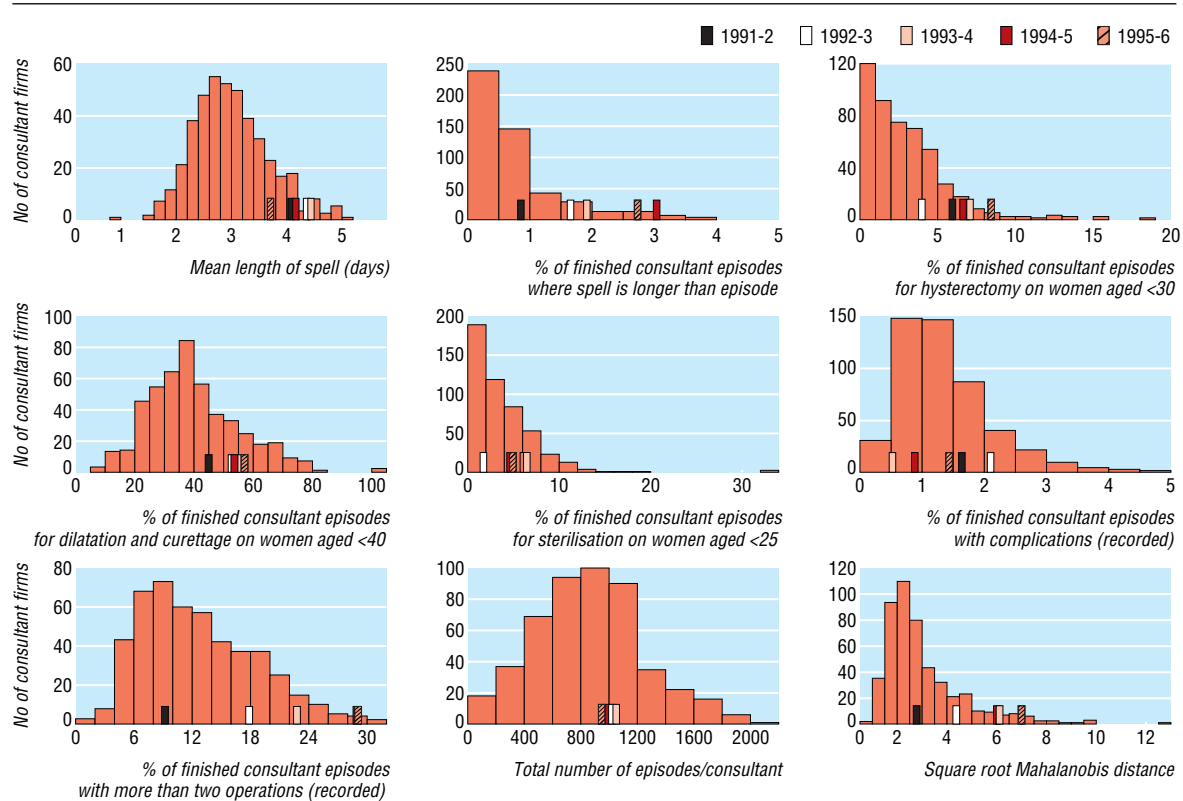 1991-2 1992-3 1993-4 1994-5 1995-6
No of consultant firms
60
40
20
0
0 1 2 3 4 5
Mean length of spell (days)
250
200
150
100
50
0
0 1 2 3 4 5
% of finished consultant episodes
where spell is longer than episode
120
80
40
0
0 5 10 15 20
% of finished consultant episodes
for hysterectomy on women aged <30
No of consultant firms
100
80
60
40
20
0
0 20 40 60 80 100
% of finished consultant episodes
for dilatation and curettage on women aged <40
200
150
100
50
0
0 10 20 30
% of finished consultant episodes
for sterilisation on women aged <25
150
100
50
0
0 1 2 3 4 5
% of finished consultant episodes
with complications (recorded)
No of consultant firms
80
60
40
20
0
0 6 12 18 24 30
% of finished consultant episodes
with more than two operations (recorded)
100
80
60
40
20
0
0 400 800 1200 1600 2000
Total number of episodes/consultant
120
100
80
60
40
20
0
0 2 4 6 8 10 12
Square root Mahalanobis distance